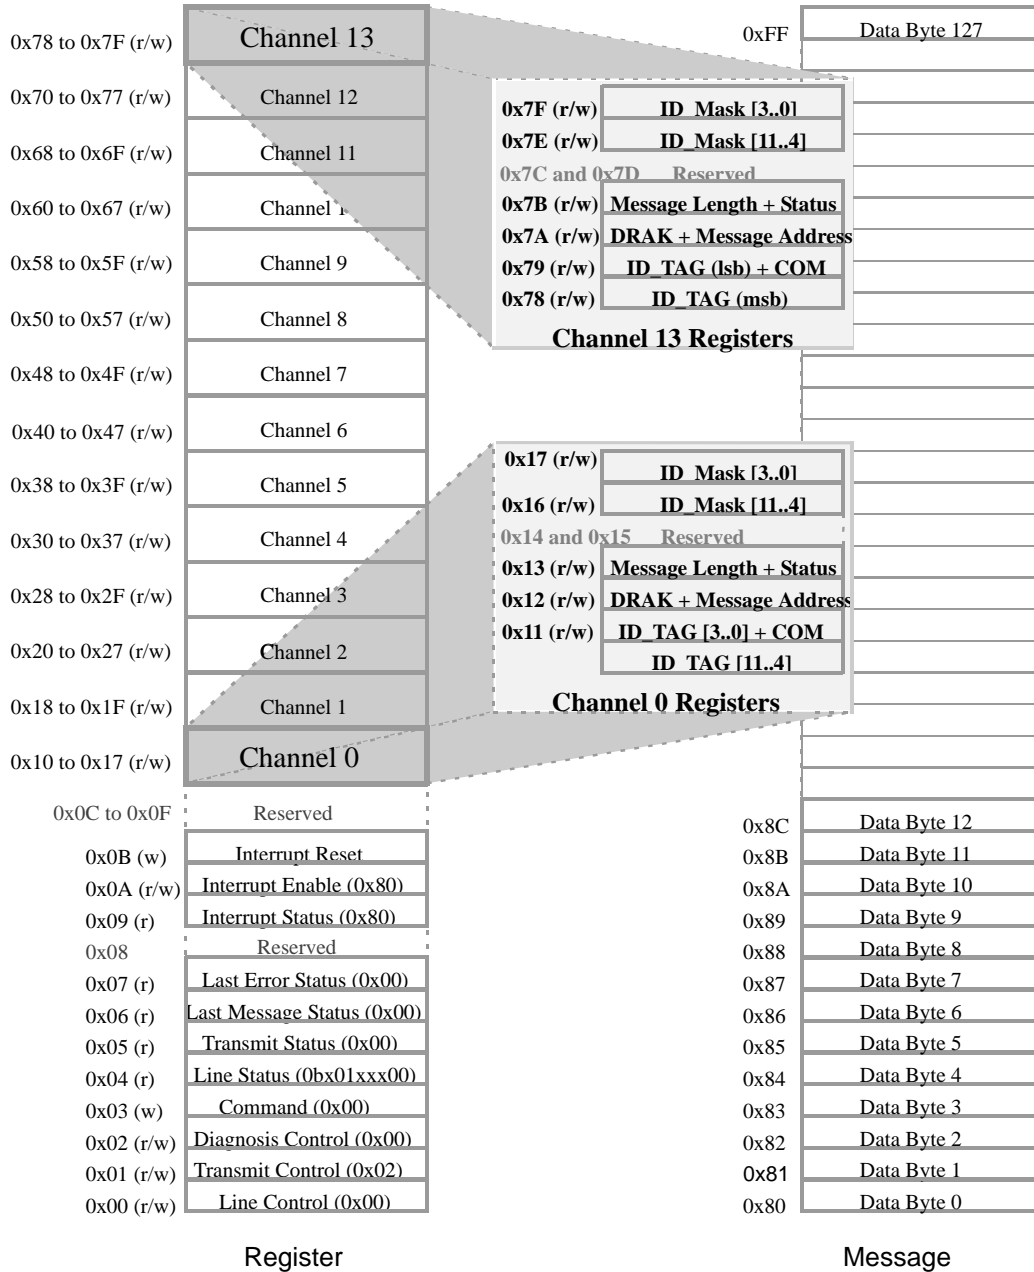 0x78 to 0x7F (r/w) Channel 13
0x70 to 0x77 (r/w) Channel 12
0x68 to 0x6F (r/w) Channel 11
0x60 to 0x67 (r/w) Channel 1
0x58 to 0x5F (r/w) Channel 9
0x50 to 0x57 (r/w) Channel 8
0x48 to 0x4F (r/w) Channel 7
0x40 to 0x47 (r/w) Channel 6
0x38 to 0x3F (r/w) Channel 5
0x30 to 0x37 (r/w) Channel 4
0x28 to 0x2F (r/w) Channel 3
0x20 to 0x27 (r/w) Channel 2
0x18 to 0x1F (r/w) Channel 1
0x10 to 0x17 (r/w) Channel 0
0x0C to 0x0F Reserved
0x0B (w) Interrupt Reset
0x0A (r/w) Interrupt Enable (0x80)
0x09 (r) Interrupt Status (0x80)
0x08 Reserved
0x07 (r) Last Error Status (0x00)
0x06 (r) Last Message Status (0x00)
0x05 (r) Transmit Status (0x00)
0x04 (r) Line Status (0bx01xxx00)
0x03 (w) Command (0x00)
0x02 (r/w) Diagnosis Control (0x00)
0x01 (r/w) Transmit Control (0x02)
0x00 (r/w) Line Control (0x00)
Register
0x7F (r/w) ID_Mask [3..0]
0x7E (r/w) ID_Mask [11..4]
0x7C and 0x7D Reserved
0x7B (r/w) Message Length + Status
0x7A (r/w) DRAK + Message Address
0x79 (r/w) ID_TAG (lsb) + COM
0x78 (r/w) ID_TAG (msb)
Channel 13 Registers
0x17 (r/w) ID_Mask [3..0]
0x16 (r/w) ID_Mask [11..4]
0x14 and 0x15 Reserved
0x13 (r/w) Message Length + Status
0x12 (r/w) DRAK + Message Address
0x11 (r/w) ID_TAG [3..0] + COM
ID_TAG [11..4]
Channel 0 Registers
0xFF Data Byte 127
0x8C Data Byte 12
0x8B Data Byte 11
0x8A Data Byte 10
0x89 Data Byte 9
0x88 Data Byte 8
0x87 Data Byte 7
0x86 Data Byte 6
0x85 Data Byte 5
0x84 Data Byte 4
0x83 Data Byte 3
0x82 Data Byte 2
0x81 Data Byte 1
0x80 Data Byte 0
Message